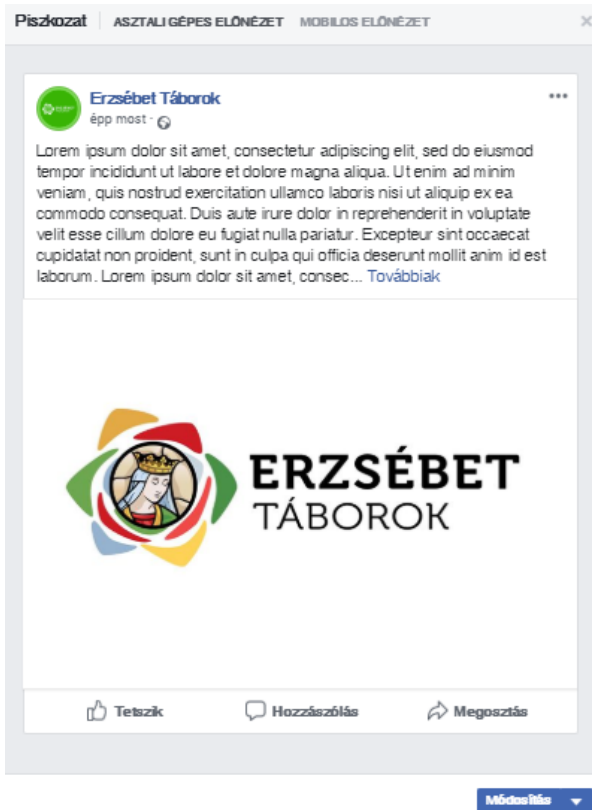 Piszkozat ASZTALI GÉPES ELŐNÉZET MOBILOS ELŐNÉZET
Erzsébet Táborok
épp most
Lorem ipsum dolor sit amet, consectetur adipiscing elit, sed do eiusmod
tempor incididunt ut labore et dolore magna aliqua. Ut enim ad minim
veniam, quis nostrud exercitation ullamco laboris nisi ut aliquip ex ea
commodo consequat. Duis aute irure dolor in reprehenderit in voluptate
velit esse cillum dolore eu fugiat nulla pariatur. Excepteur sint occaecat
cupidatat non proident, sunt in culpa qui officia deserunt mollit anim id est
laborum. Lorem ipsum dolor sit amet, consec... Továbbiak
ERZSÉBET
TÁBOROK
Tetszik Hozzászólás Megosztás
Módosítás